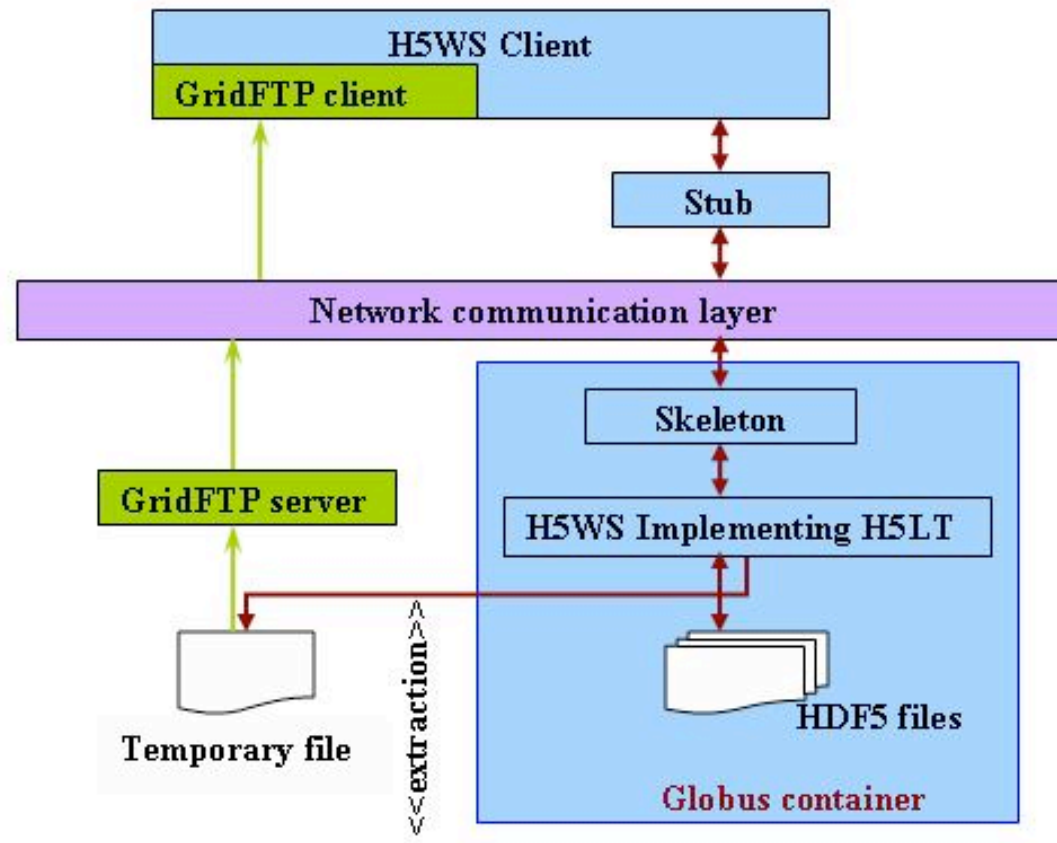 H5WS Client
GridFTP client
Stub
Network communication layer
Skeleton
GridFTP server
H5WS Implementing H5LT
<<extraction>>
Temporary file
HDF5 files
Globus container